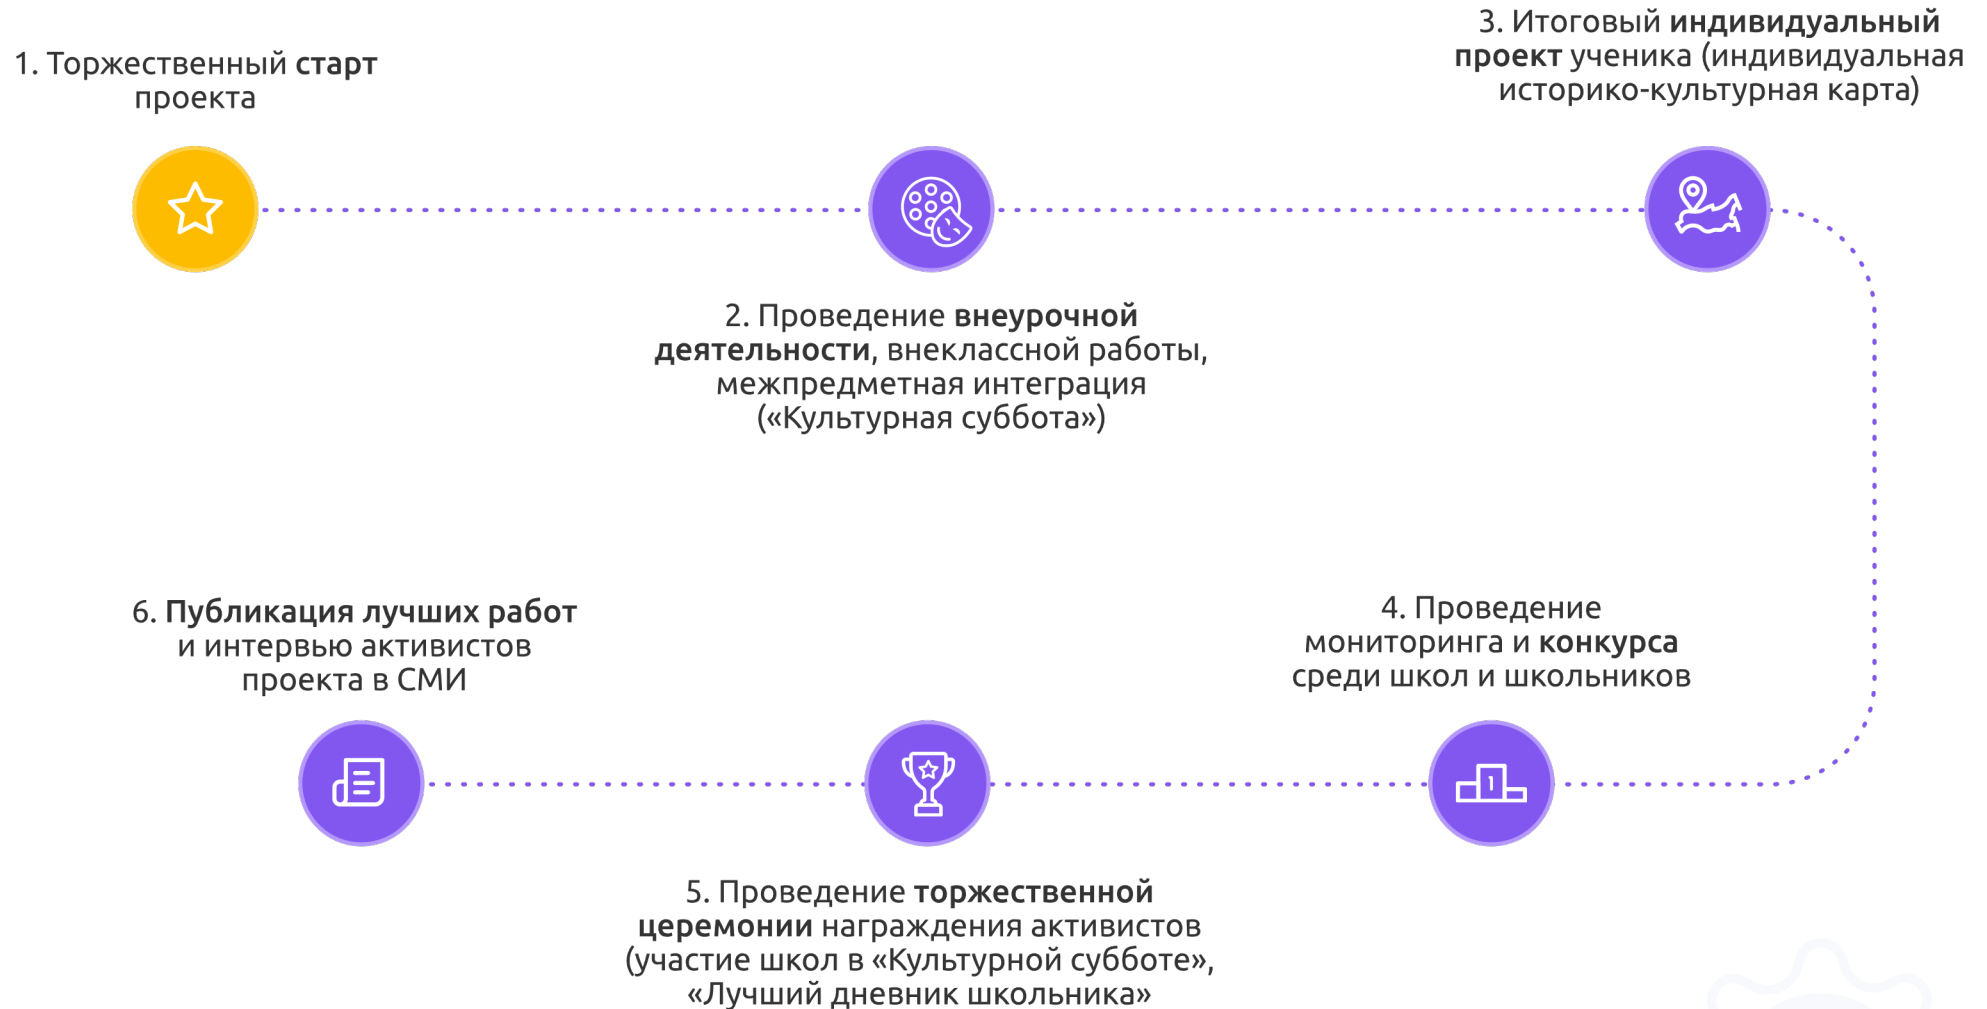 1. Торжественный старт
проекта
2. Проведение внеурочной
деятельности, внеклассной работы,
межпредметная интеграция
(«Культурная суббота»)
3. Итоговый индивидуальный
проект ученика (индивидуальная
историко-культурная карта)
4. Проведение
мониторинга и конкурса
среди школ и школьников
1
5. Проведение торжественной
церемонии награждения активистов
(участие школ в «Культурной субботе»,
«Лучший дневник школьника»
6. Публикация лучших работ
и интервью активистов
проекта в СМИ